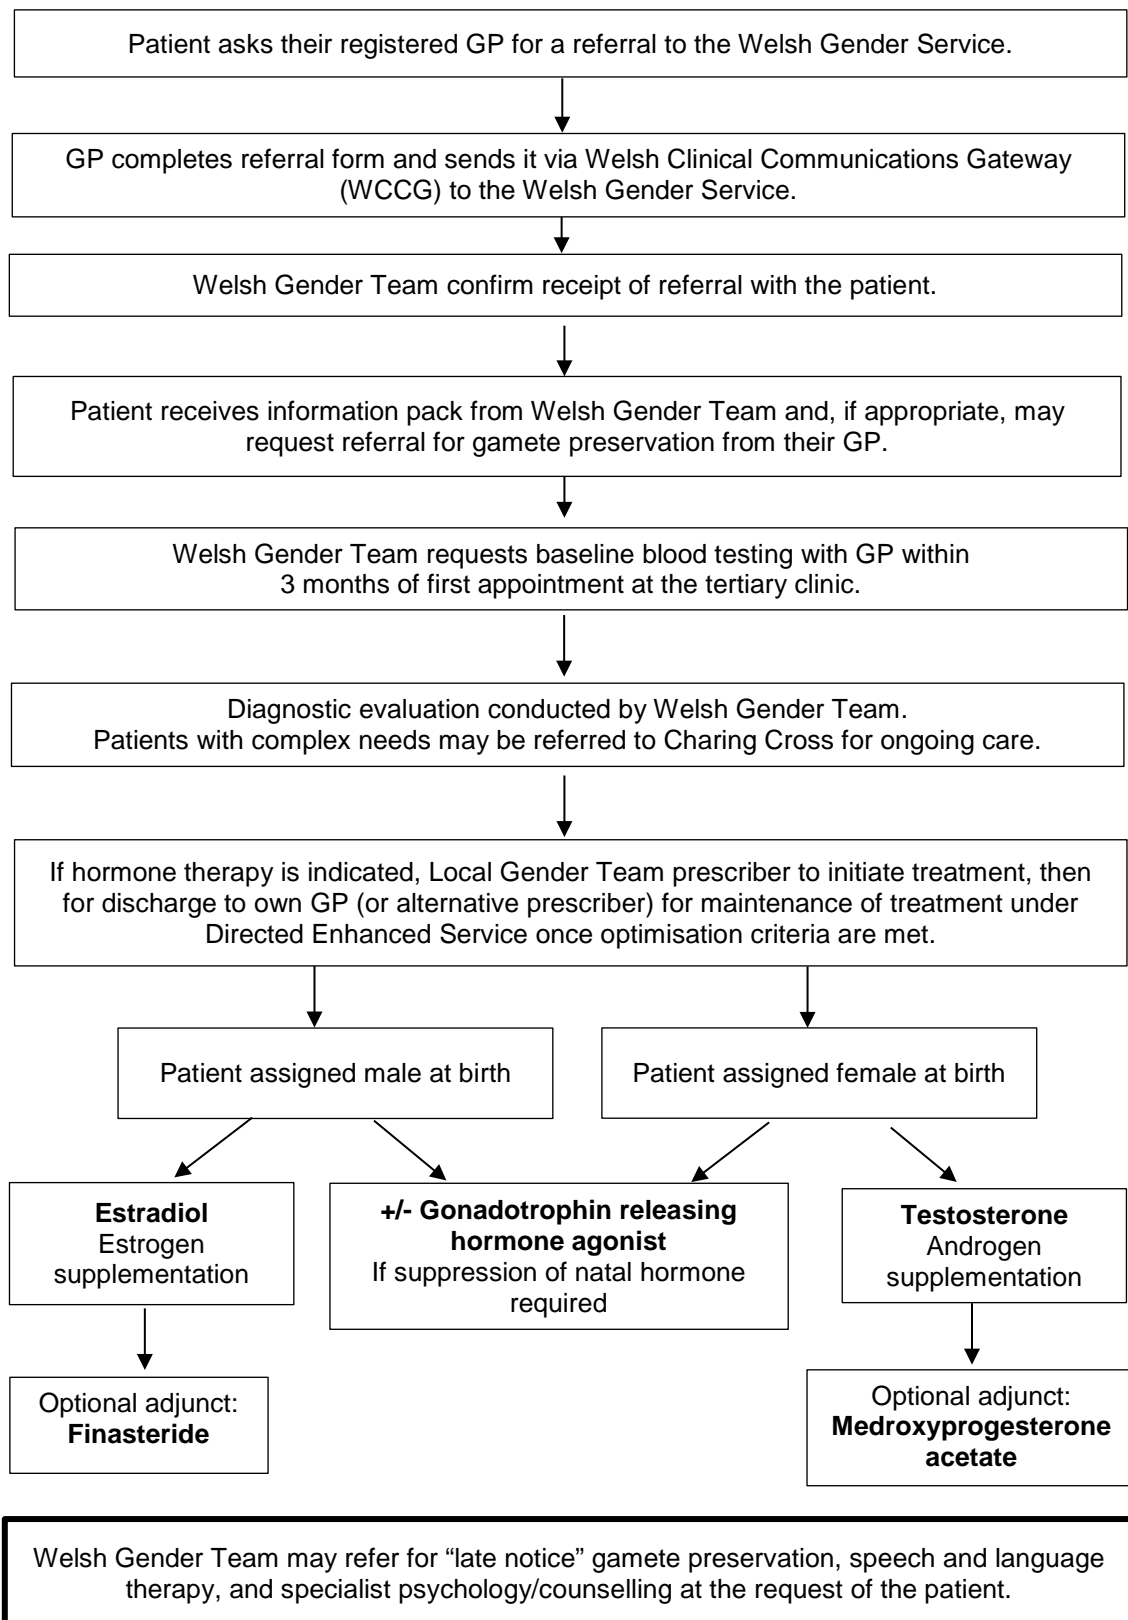 Patient asks their registered GP for a referral to the Welsh Gender Service.
GP completes referral form and sends it via Welsh Clinical Communications Gateway
(WCCG) to the Welsh Gender Service.
Welsh Gender Team confirm receipt of referral with the patient.
Patient receives information pack from Welsh Gender Team and, if appropriate, may
request referral for gamete preservation from their GP.
Welsh Gender Team requests baseline blood testing with GP within
3 months of first appointment at the tertiary clinic.
Diagnostic evaluation conducted by Welsh Gender Team.
Patients with complex needs may be referred to Charing Cross for ongoing care.
If hormone therapy is indicated, Local Gender Team prescriber to initiate treatment, then
for discharge to own GP (or alternative prescriber) for maintenance of treatment under
Directed Enhanced Service once optimisation criteria are met.
Patient assigned male at birth
Patient assigned female at birth
Estradiol
Estrogen
supplementation
+/- Gonadotrophin releasing
hormone agonist
If suppression of natal hormone
required
Testosterone
Androgen
supplementation
Optional adjunct:
Finasteride
Optional adjunct:
Medroxyprogesterone
acetate
Welsh Gender Team may refer for “late notice” gamete preservation, speech and language
therapy, and specialist psychology/counselling at the request of the patient.